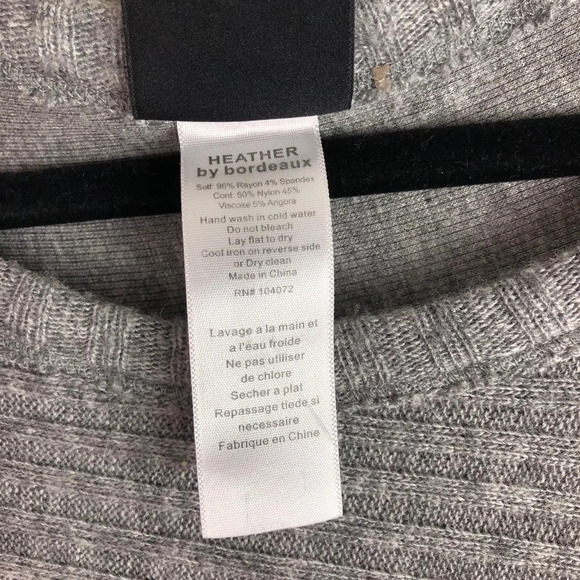 HEATHER
by bordeaux
Self: 96% Rayon 4% Spandex
Cont: 50% Nylon 45%
Viscose 5% Angora
Hand wash in cold water
Do not bleach
Lay flat to dry
Cool iron on reverse side
or Dry clean
Made in China
RN# 104072
Lavage a la main et
a l'eau froide
Ne pas utiliser
de chlore
Secher a plat
Repassage tiede si
necessaire
Fabrique en Chine